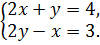 2x + y = 4,
2y − x = 3.